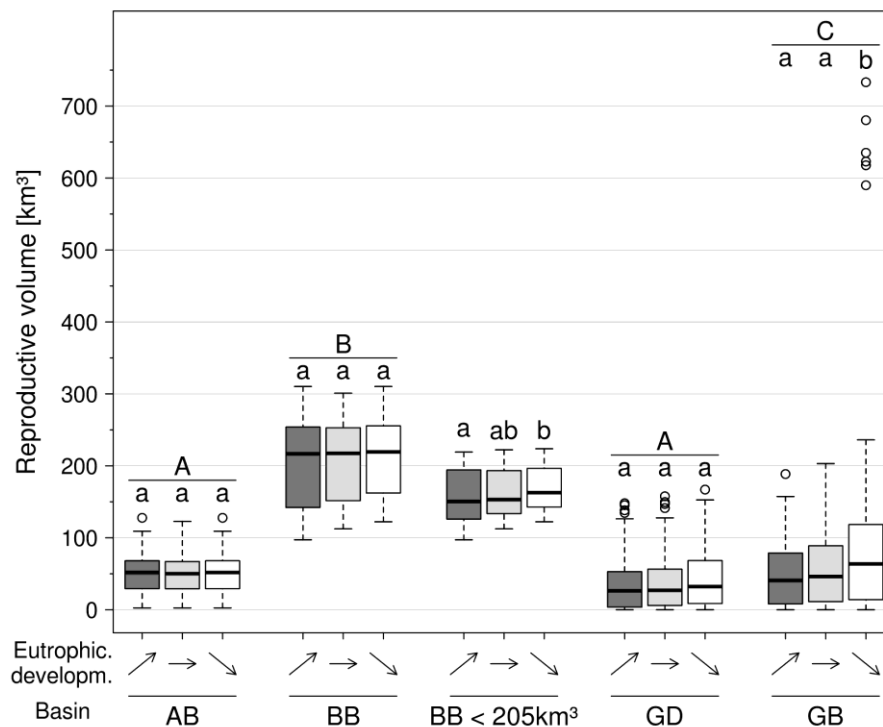 C
a a b
700
600
500
400
300
200
100
0
Reproductive volume [km³]
B
a a a
a ab b
A
a a a
A
a a a
Eutrophic.
developm.
↗ → ↘ ↗ → ↘ ↗ → ↘ ↗ → ↘ ↗ → ↘
Basin AB BB BB < 205km³ GD GB